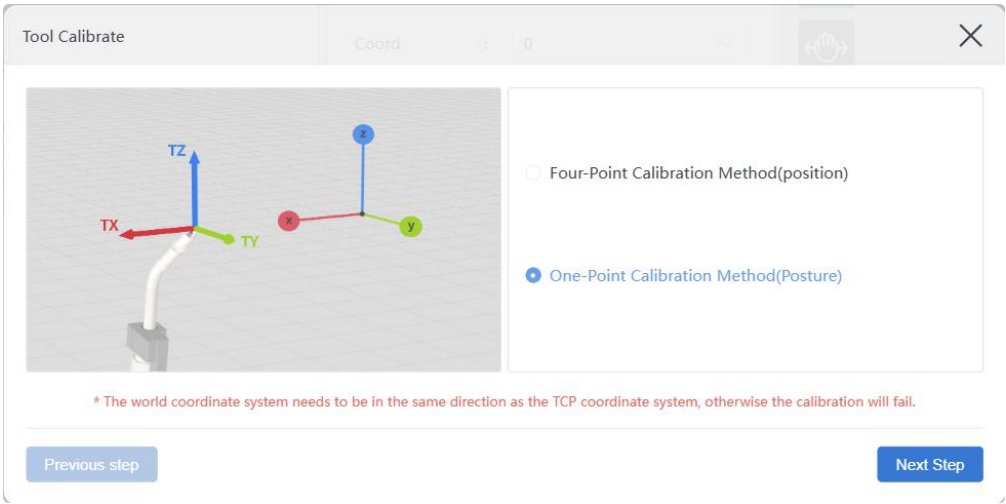 Tool Calibrate
Coord : 0
TZ
TX
TY
z
x
y
Four-Point Calibration Method(position)
One-Point Calibration Method(Posture)
* The world coordinate system needs to be in the same direction as the TCP coordinate system, otherwise the calibration will fail.
Previous step
Next Step